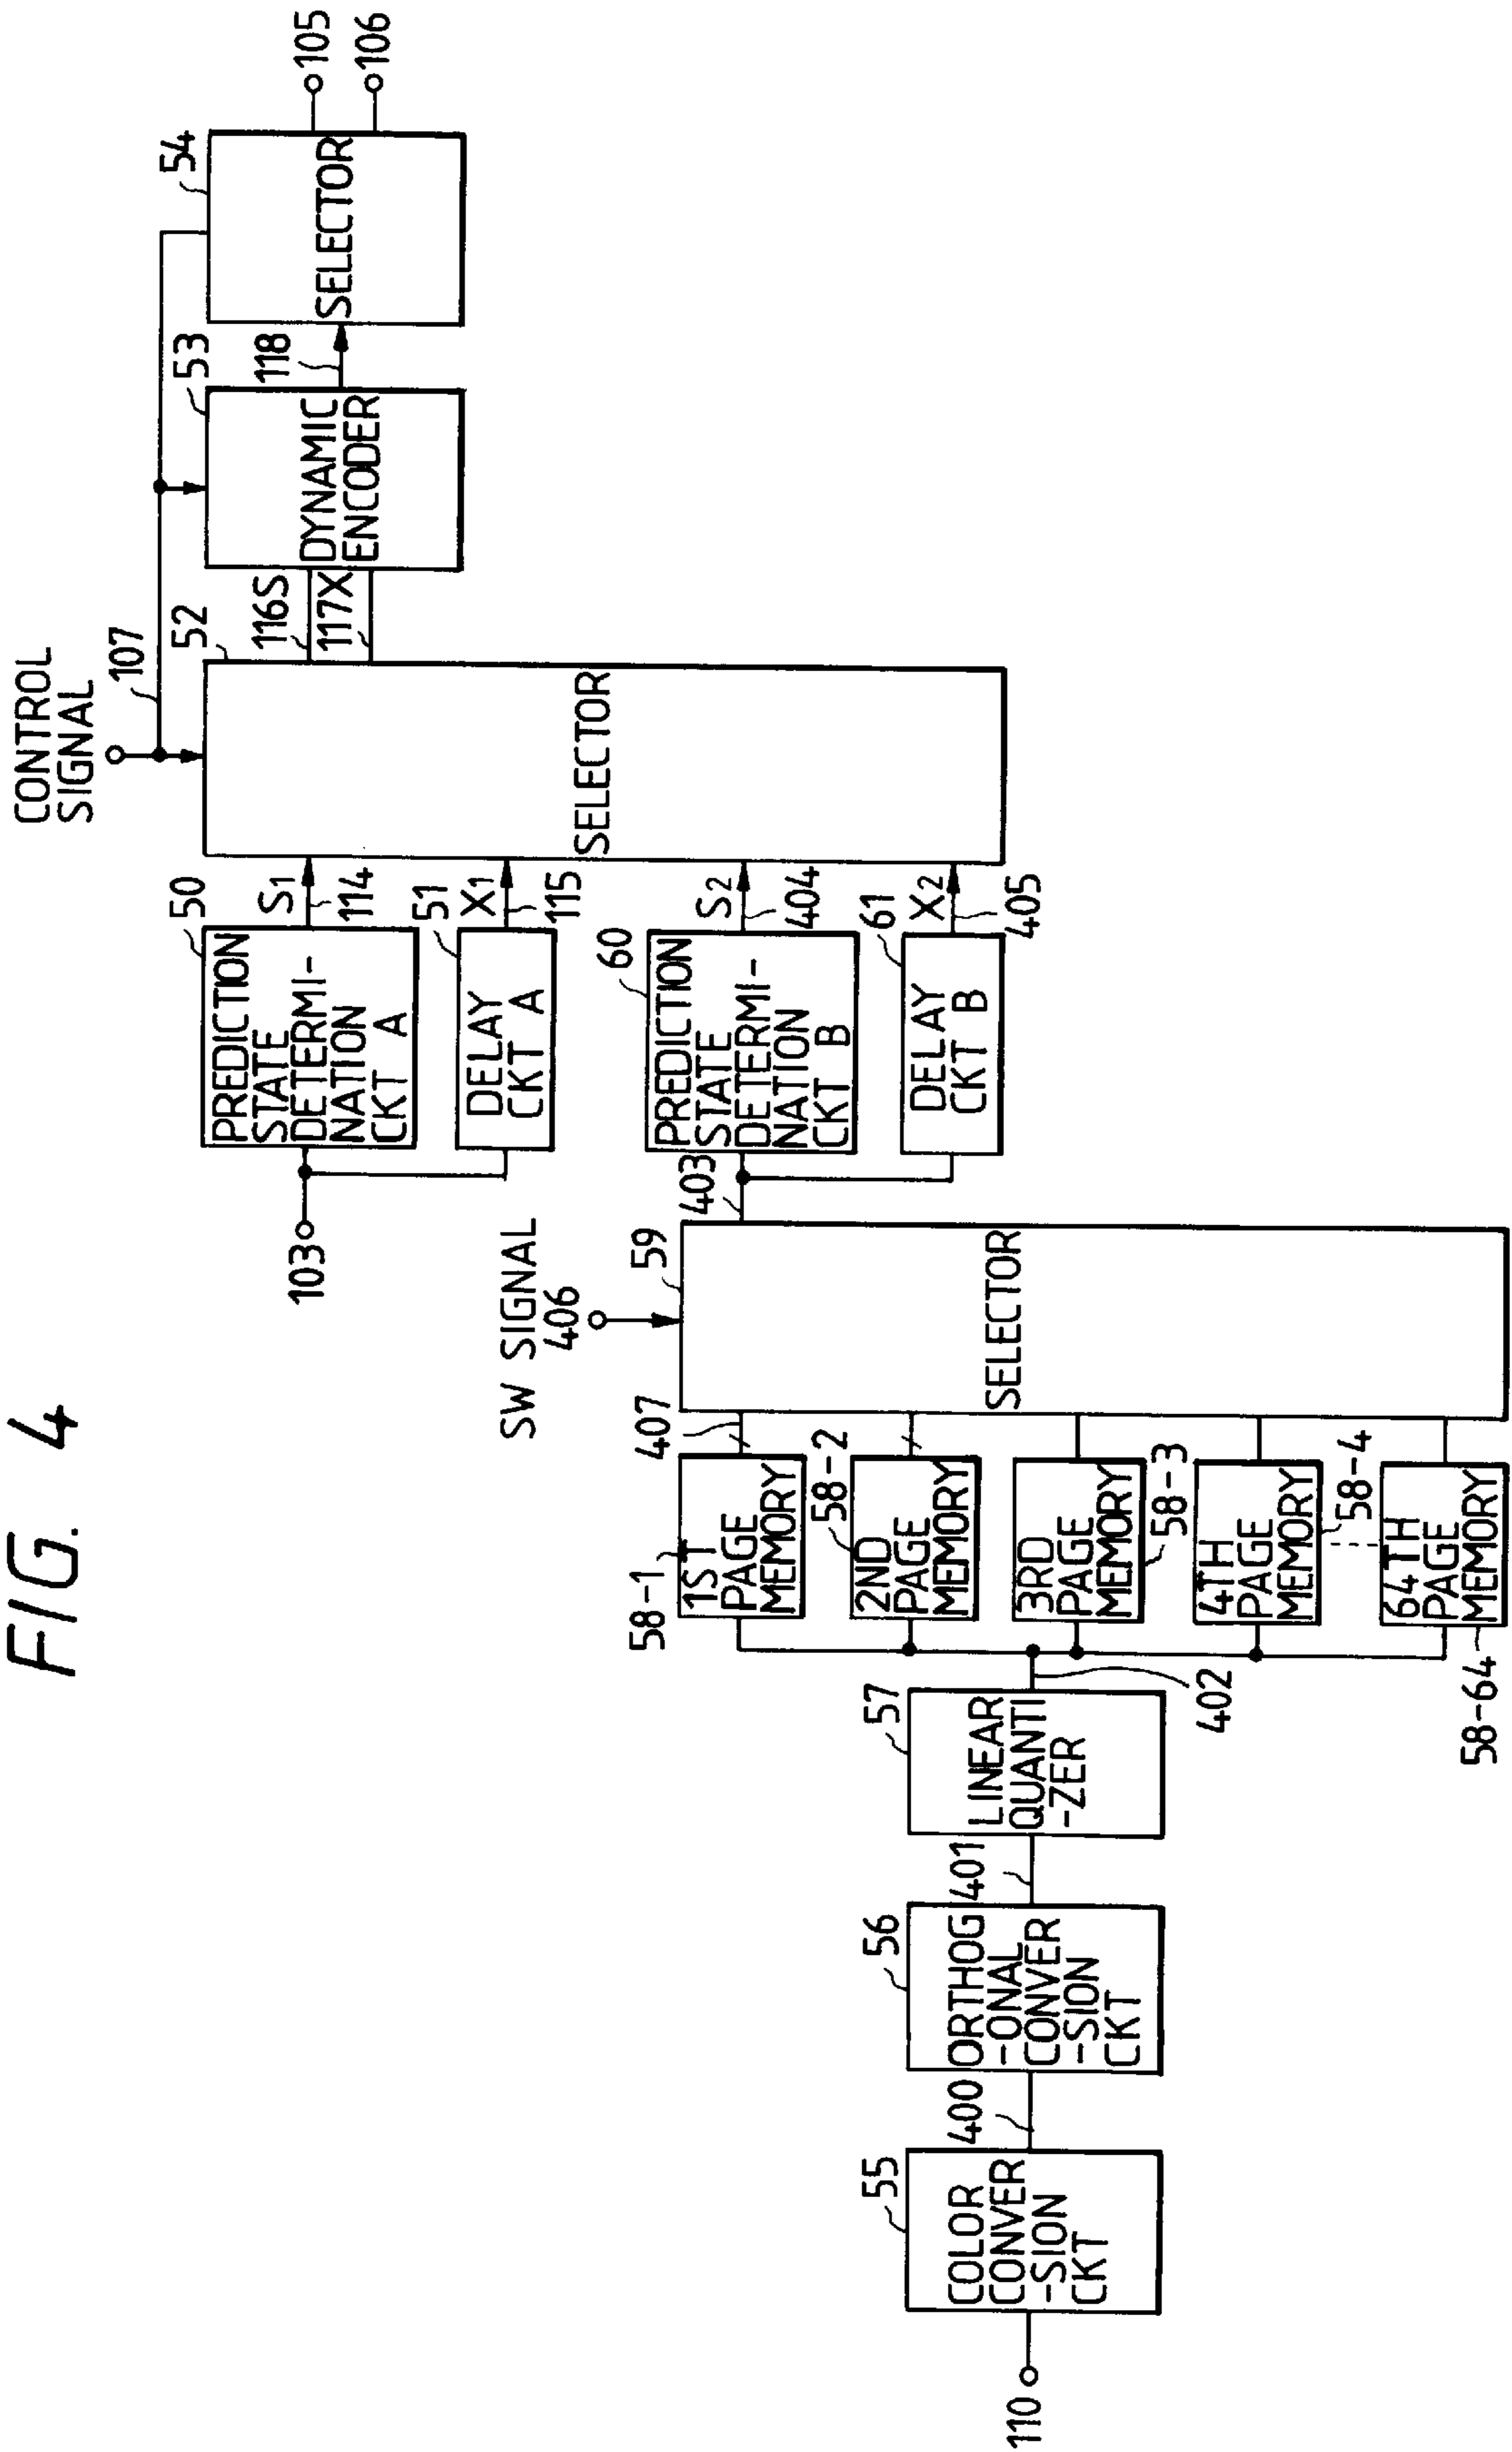 FIG. 4
110
COLOR
CONVER
-SION
CKT
55
400
ORTHOG
-ONAL
CONVER
-SION
CKT
56
401
LINEAR
QUANTI
-ZER
57
402
58-1
1ST
PAGE
MEMORY
2ND
PAGE
MEMORY
58-2
3RD
PAGE
MEMORY
58-3
4TH
PAGE
MEMORY
58-4
64TH
PAGE
MEMORY
58-64
407
SW SIGNAL
406
59
SELECTOR
403
103
PREDICTION
STATE
DETERMI-
NATION
CKT A
50
S1
114
DELAY
CKT A
51
X1
115
PREDICTION
STATE
DETERMI-
NATION
CKT B
60
S2
404
DELAY
CKT B
61
X2
405
CONTROL
SIGNAL
107
52
SELECTOR
116S
117X
DYNAMIC
ENCODER
53
118
SELECTOR
54
105
106